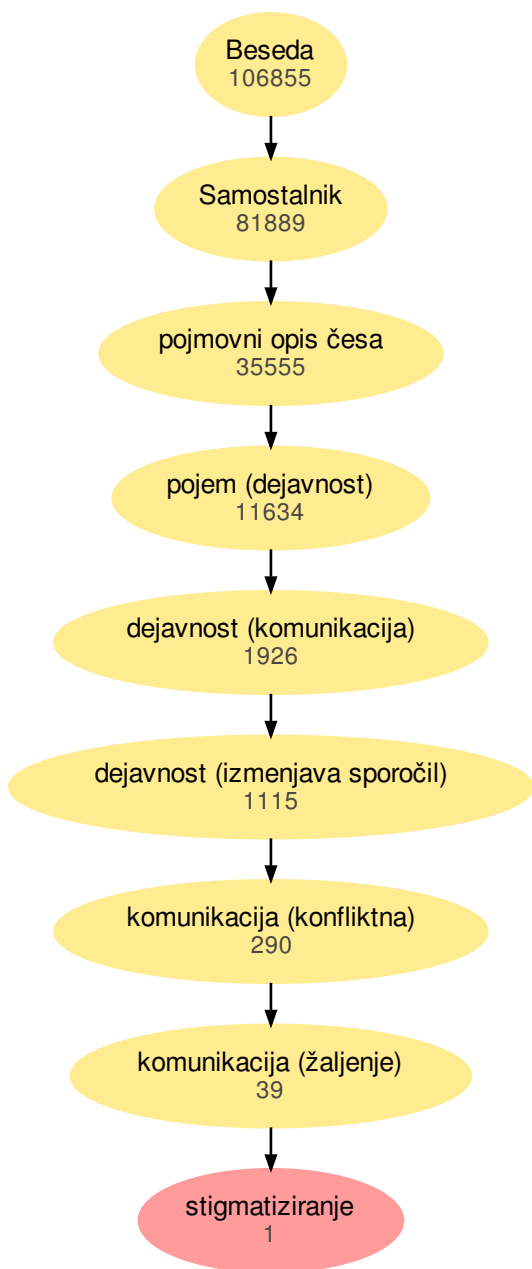 Beseda
106855
Samostalnik
81889
pojmovni opis česa
35555
pojem (dejavnost)
11634
dejavnost (komunikacija)
1926
dejavnost (izmenjava sporočil)
1115
komunikacija (konfliktna)
290
komunikacija (žaljenje)
39
stigmatiziranje
1